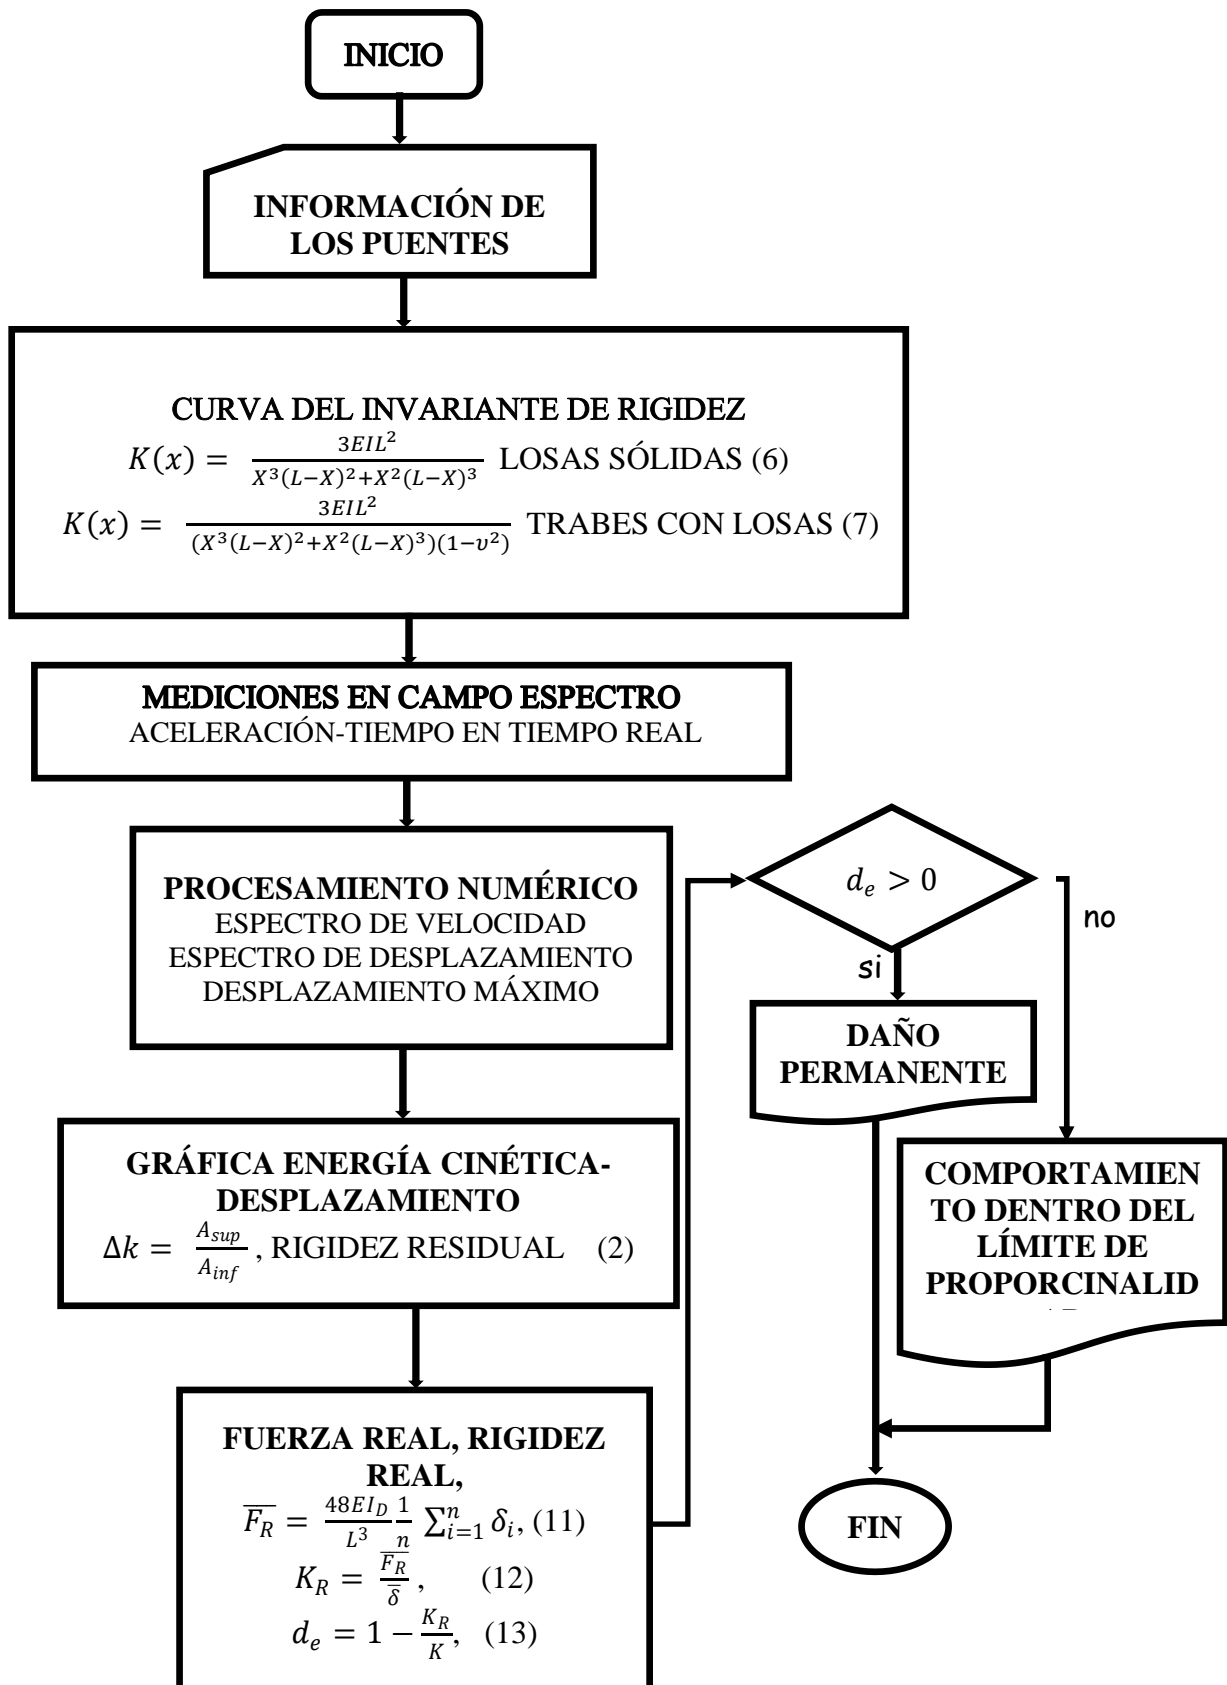 INICIO
INFORMACIÓN DE
LOS PUENTES
CURVA DEL INVARIANTE DE RIGIDEZ
K(x) = 3EIL² / (X³(L−X)²+X²(L−X)³) LOSAS SÓLIDAS (6)
K(x) = 3EIL² / ((X³(L−X)²+X²(L−X)³)(1−υ²)) TRABES CON LOSAS (7)
MEDICIONES EN CAMPO ESPECTRO
ACELERACIÓN-TIEMPO EN TIEMPO REAL
PROCESAMIENTO NUMÉRICO
ESPECTRO DE VELOCIDAD
ESPECTRO DE DESPLAZAMIENTO
DESPLAZAMIENTO MÁXIMO
GRÁFICA ENERGÍA CINÉTICA-
DESPLAZAMIENTO
Δk = A_sup / A_inf , RIGIDEZ RESIDUAL (2)
FUERZA REAL, RIGIDEZ
REAL,
F̅_R̅ = (48EI_D / L³) (1/n) ∑_{i=1}^{n} δ_i, (11)
K_R = F̅_R̅ / δ̅ , (12)
d_e = 1 − K_R / K, (13)
d_e > 0
si
no
DAÑO
PERMANENTE
COMPORTAMIEN
TO DENTRO DEL
LÍMITE DE
PROPORCINALID
FIN